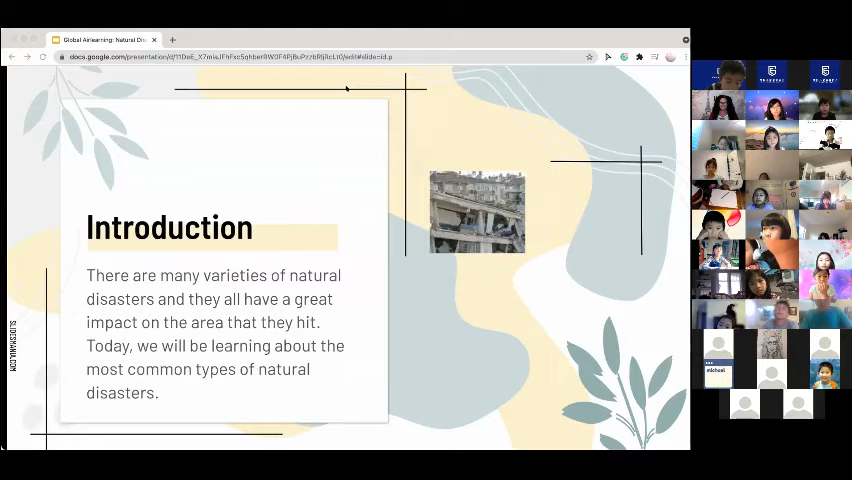 Global Airlearning: Natural Dis
Introduction
There are many varieties of natural
disasters and they all have a great
impact on the area that they hit.
Today, we will be learning about the
most common types of natural
disasters.
SLIDESMANIA.COM
michael